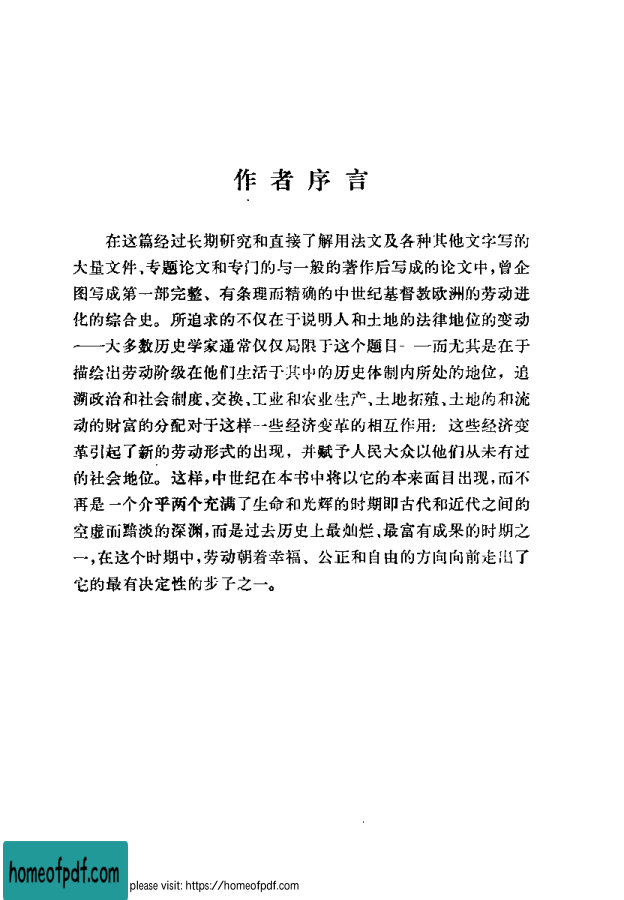 作者序言
在这篇经过长期研究和直接了解用法文及各种其他文字写的
大量文件、专题论文和专门的与一般的著作后写成的论文中，曾企
图写成第一部完整、有条理而精确的中世纪基督教欧洲的劳动进
化的综合史。所追求的不仅在于说明人和土地的法律地位的变动
——大多数历史学家通常仅仅局限于这个题目- —而尤其是在于
描绘出劳动阶级在他们生活于其中的历史体制内所处的地位，追
溯政治和社会制度、交换、工业和农业生产、土地拓殖、土地的和流
动的财富的分配对于这样一些经济变革的相互作用：这些经济变
革引起了新的劳动形式的出现，并赋予人民大众以他们从未有过
的社会地位。这样，中世纪在本书中将以它的本来面目出现，而不
再是一个介乎两个充满了生命和光辉的时期即古代和近代之间的
空虚而黯淡的深渊，而是过去历史上最灿烂、最富有成果的时期之
一，在这个时期中，劳动朝着幸福、公正和自由的方向向前走出了
它的最有决定性的步子之一。
homeofpdf.com
please visit: https://homeofpdf.com